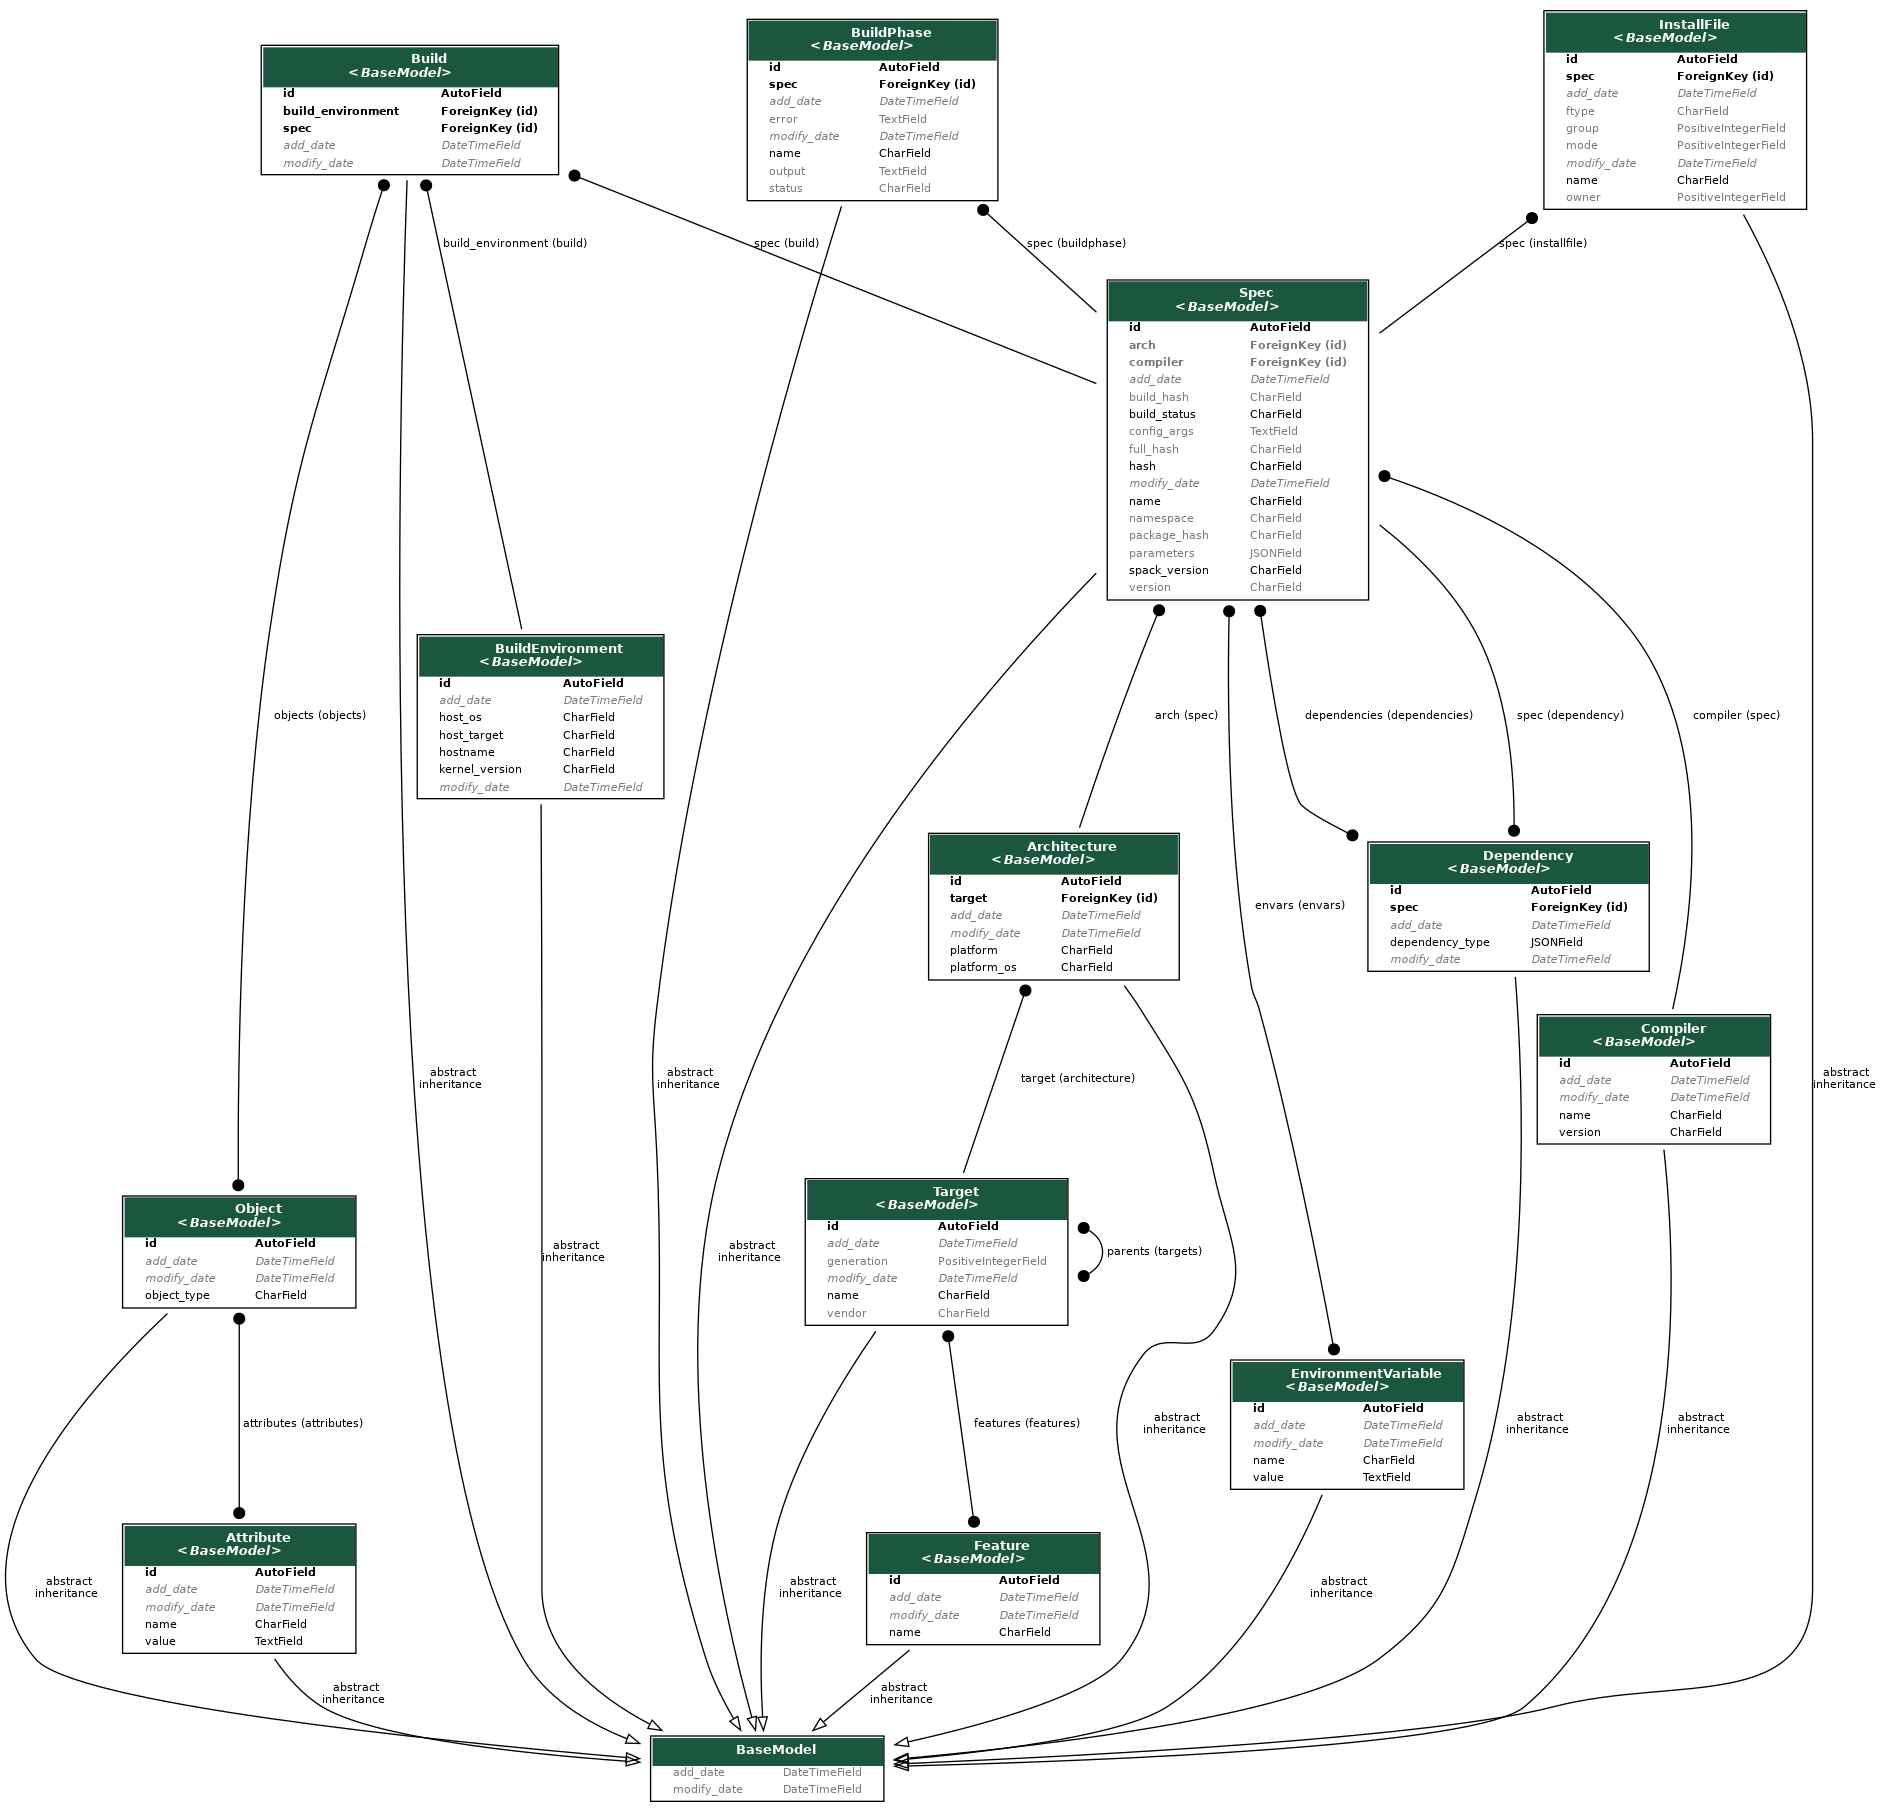 Build
<BaseModel>
id AutoField
build_environment ForeignKey (id)
spec ForeignKey (id)
add_date DateTimeField
modify_date DateTimeField
BuildPhase
<BaseModel>
id AutoField
spec ForeignKey (id)
add_date DateTimeField
error TextField
modify_date DateTimeField
name CharField
output TextField
status CharField
InstallFile
<BaseModel>
id AutoField
spec ForeignKey (id)
add_date DateTimeField
ftype CharField
group PositiveIntegerField
mode PositiveIntegerField
modify_date DateTimeField
name CharField
owner PositiveIntegerField
build_environment (build)
spec (build)
spec (buildphase)
spec (installfile)
Spec
<BaseModel>
id AutoField
arch ForeignKey (id)
compiler ForeignKey (id)
add_date DateTimeField
build_hash CharField
build_status CharField
config_args TextField
full_hash CharField
hash CharField
modify_date DateTimeField
name CharField
namespace CharField
package_hash CharField
parameters JSONField
spack_version CharField
version CharField
BuildEnvironment
<BaseModel>
id AutoField
add_date DateTimeField
host_os CharField
host_target CharField
hostname CharField
kernel_version CharField
modify_date DateTimeField
objects (objects)
arch (spec)
dependencies (dependencies)
spec (dependency)
compiler (spec)
Architecture
<BaseModel>
id AutoField
target ForeignKey (id)
add_date DateTimeField
modify_date DateTimeField
platform CharField
platform_os CharField
envars (envars)
Dependency
<BaseModel>
id AutoField
spec ForeignKey (id)
add_date DateTimeField
dependency_type JSONField
modify_date DateTimeField
Compiler
<BaseModel>
id AutoField
add_date DateTimeField
modify_date DateTimeField
name CharField
version CharField
abstract
inheritance
abstract
inheritance
target (architecture)
abstract
inheritance
Object
<BaseModel>
id AutoField
add_date DateTimeField
modify_date DateTimeField
object_type CharField
abstract
inheritance
abstract
inheritance
Target
<BaseModel>
id AutoField
add_date DateTimeField
generation PositiveIntegerField
modify_date DateTimeField
name CharField
vendor CharField
parents (targets)
attributes (attributes)
features (features)
abstract
inheritance
EnvironmentVariable
<BaseModel>
id AutoField
add_date DateTimeField
modify_date DateTimeField
name CharField
value TextField
abstract
inheritance
abstract
inheritance
abstract
inheritance
Attribute
<BaseModel>
id AutoField
add_date DateTimeField
modify_date DateTimeField
name CharField
value TextField
abstract
inheritance
Feature
<BaseModel>
id AutoField
add_date DateTimeField
modify_date DateTimeField
name CharField
abstract
inheritance
abstract
inheritance
abstract
inheritance
BaseModel
add_date DateTimeField
modify_date DateTimeField